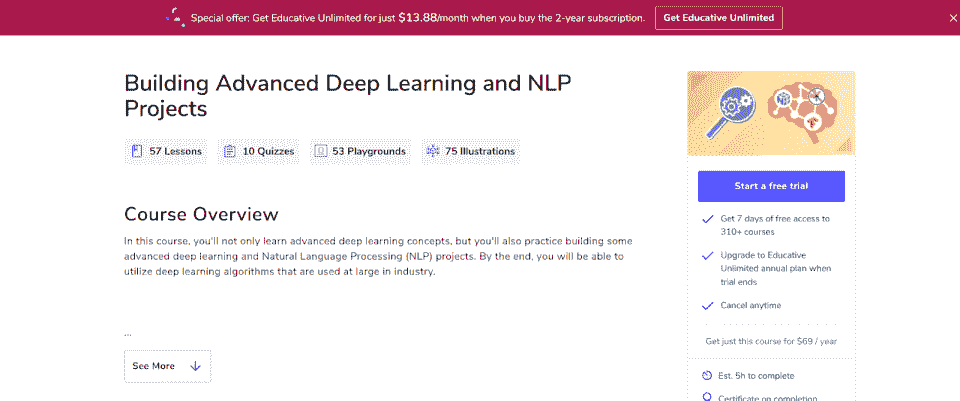 Special offer: Get Educative Unlimited for just $13.88/month when you buy the 2-year subscription.
Get Educative Unlimited
Building Advanced Deep Learning and NLP
Projects
57 Lessons
10 Quizzes
53 Playgrounds
75 Illustrations
Course Overview
In this course, you'll not only learn advanced deep learning concepts, but you'll also practice building some
advanced deep learning and Natural Language Processing (NLP) projects. By the end, you will be able to
utilize deep learning algorithms that are used at large in industry.
...
See More
Start a free trial
Get 7 days of free access to
310+ courses
Upgrade to Educative
Unlimited annual plan when
trial ends
Cancel anytime
Get just this course for $69 / year
Est. 5h to complete
Certificate on completion